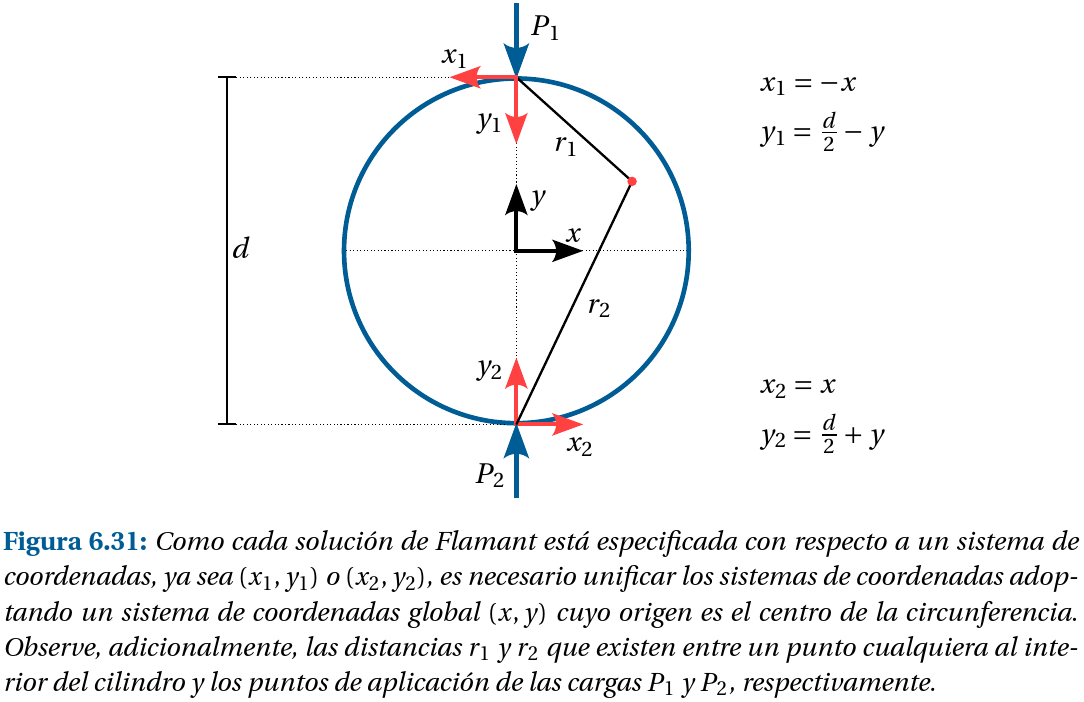 P₁
x₁
x₁ = −x
y₁
y₁ = d/2 − y
r₁
y
x
d
r₂
y₂
x₂ = x
y₂ = d/2 + y
x₂
P₂
Figura 6.31: Como cada solución de Flamant está especificada con respecto a un sistema de
coordenadas, ya sea (x₁, y₁) o (x₂, y₂), es necesario unificar los sistemas de coordenadas adop-
tando un sistema de coordenadas global (x, y) cuyo origen es el centro de la circunferencia.
Observe, adicionalmente, las distancias r₁ y r₂ que existen entre un punto cualquiera al inte-
rior del cilindro y los puntos de aplicación de las cargas P₁ y P₂, respectivamente.